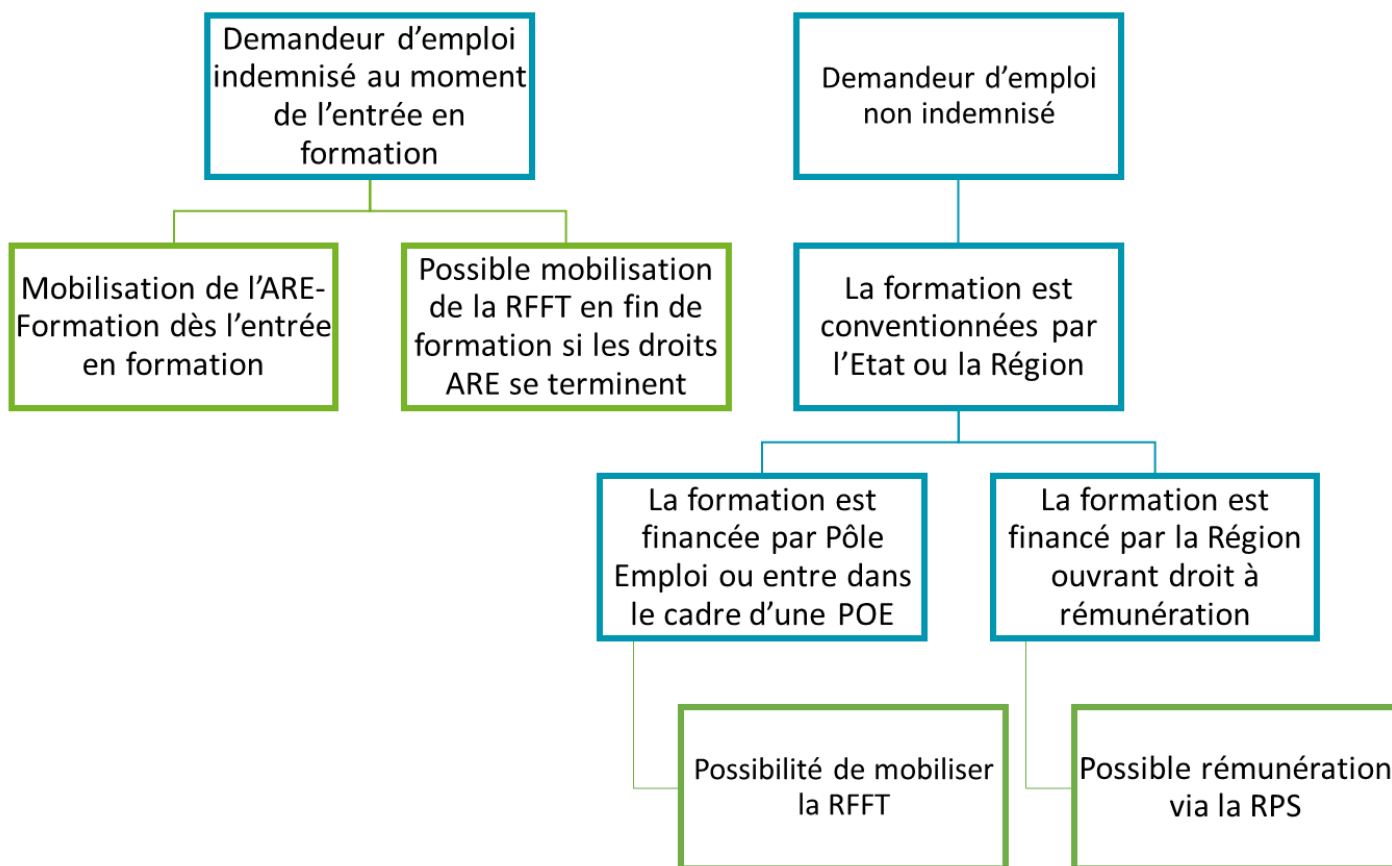 Demandeur d’emploi
indemnisé au moment
de l’entrée en
formation
Demandeur d’emploi
non indemnisé
Mobilisation de l’ARE-
Formation dès l’entrée
en formation
Possible mobilisation
de la RFFT en fin de
formation si les droits
ARE se terminent
La formation est
conventionnées par
l’Etat ou la Région
La formation est
financée par Pôle
Emploi ou entre dans
le cadre d’une POE
La formation est
financé par la Région
ouvrant droit à
rémunération
Possibilité de mobiliser
la RFFT
Possible rémunération
via la RPS